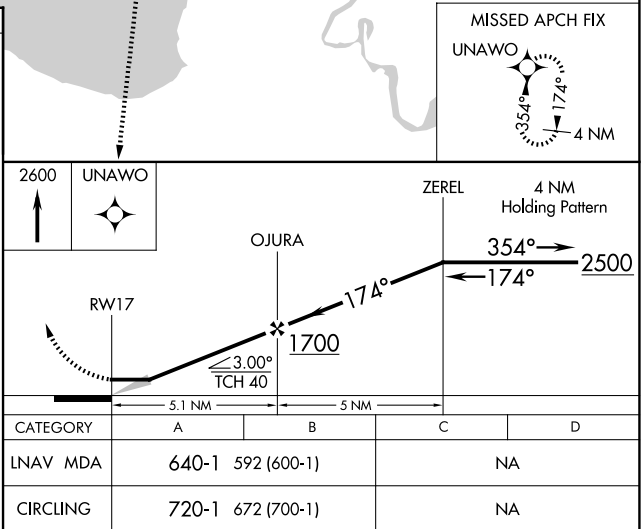 MISSED APCH FIX
UNAWO
354°
174°
4 NM
2600
UNAWO
ZEREL
4 NM
Holding Pattern
OJURA
354°
2500
174°
174°
RW17
1700
3.00°
TCH 40
5.1 NM
5 NM
CATEGORY A B C D
LNAV MDA 640-1 592 (600-1) NA
CIRCLING 720-1 672 (700-1) NA